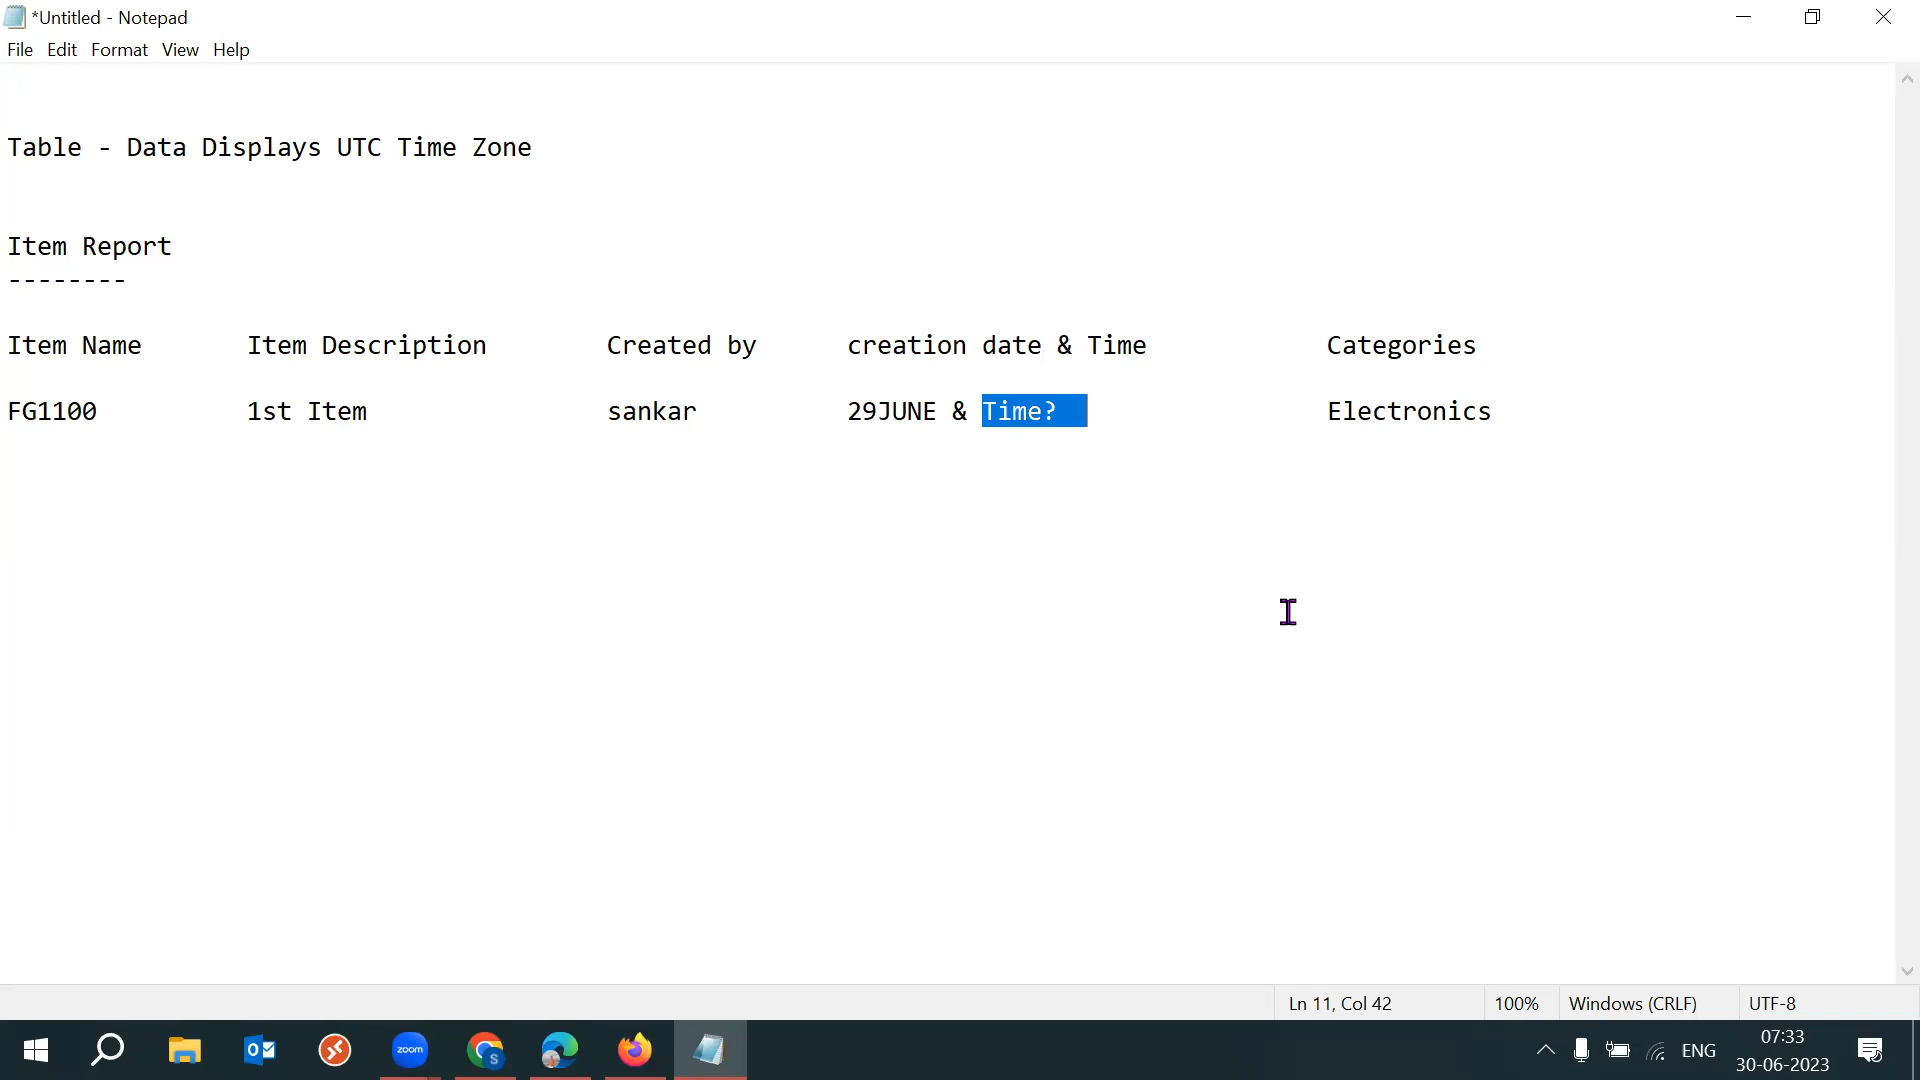 *Untitled - Notepad
File Edit Format View Help
Table - Data Displays UTC Time Zone
Item Report
--------
Item Name Item Description Created by creation date & Time Categories
FG1100 1st Item sankar 29JUNE & Time? Electronics
Ln 11, Col 42 100% Windows (CRLF) UTF-8
zoom S ENG 07:33
30-06-2023